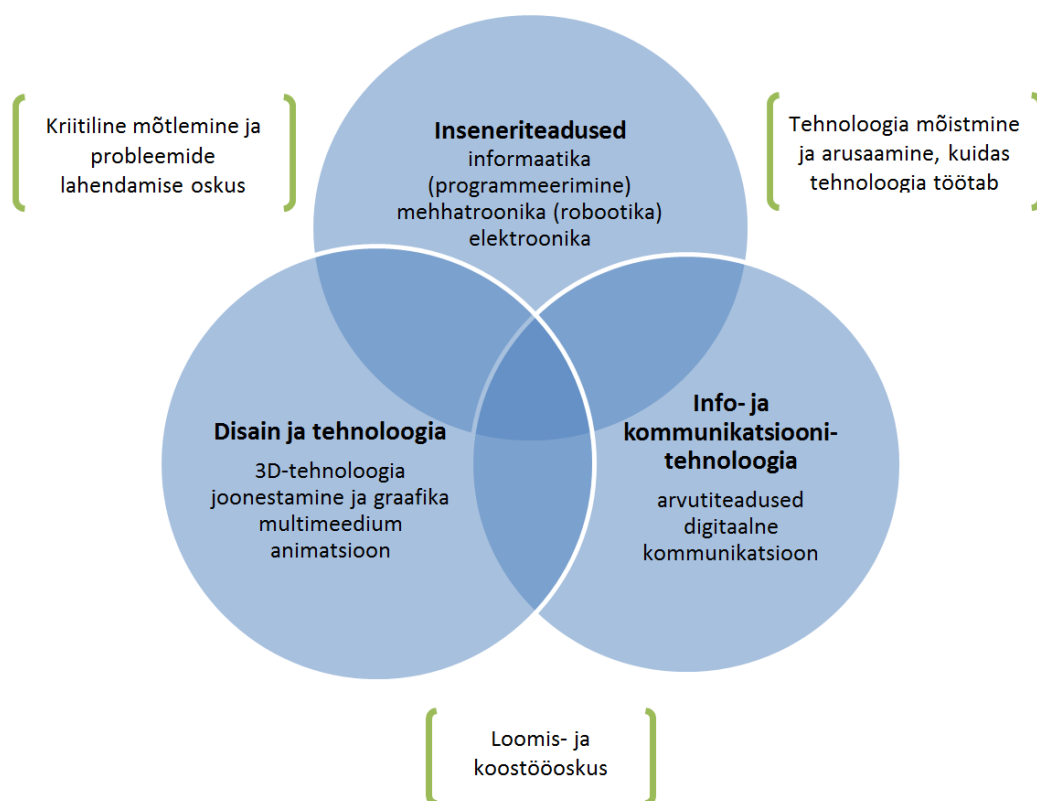 Kriitiline mõtlemine ja
probleemide
lahendamise oskus
Inseneriteadused
informaatika
(programmeerimine)
mehhatroonika (robootika)
elektroonika
Tehnoloogia mõistmine
ja arusaamine, kuidas
tehnoloogia töötab
Disain ja tehnoloogia
3D-tehnoloogia
joonestamine ja graafika
multimeedium
animatsioon
Info- ja
kommunikatsiooni-
tehnoloogia
arvutiteadused
digitaalne
kommunikatsioon
Loomis- ja
koostööoskus